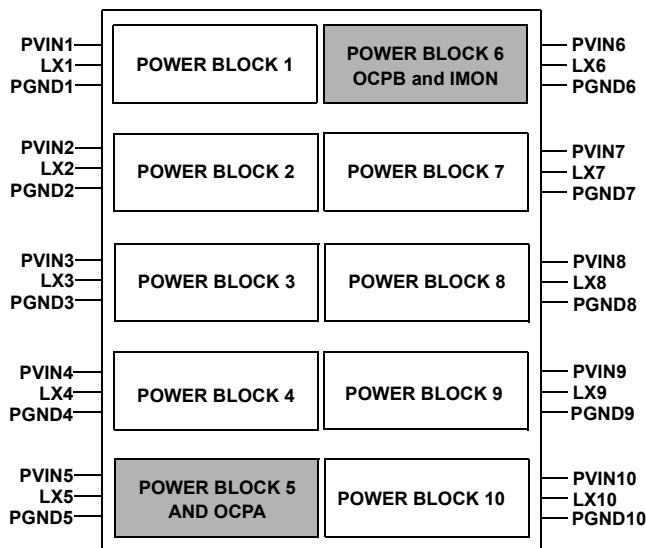 PVIN1
LX1
PGND1
POWER BLOCK 1
POWER BLOCK 6
OCPB and IMON
PVIN6
LX6
PGND6
PVIN2
LX2
PGND2
POWER BLOCK 2
POWER BLOCK 7
PVIN7
LX7
PGND7
PVIN3
LX3
PGND3
POWER BLOCK 3
POWER BLOCK 8
PVIN8
LX8
PGND8
PVIN4
LX4
PGND4
POWER BLOCK 4
POWER BLOCK 9
PVIN9
LX9
PGND9
PVIN5
LX5
PGND5
POWER BLOCK 5
AND OCPA
POWER BLOCK 10
PVIN10
LX10
PGND10